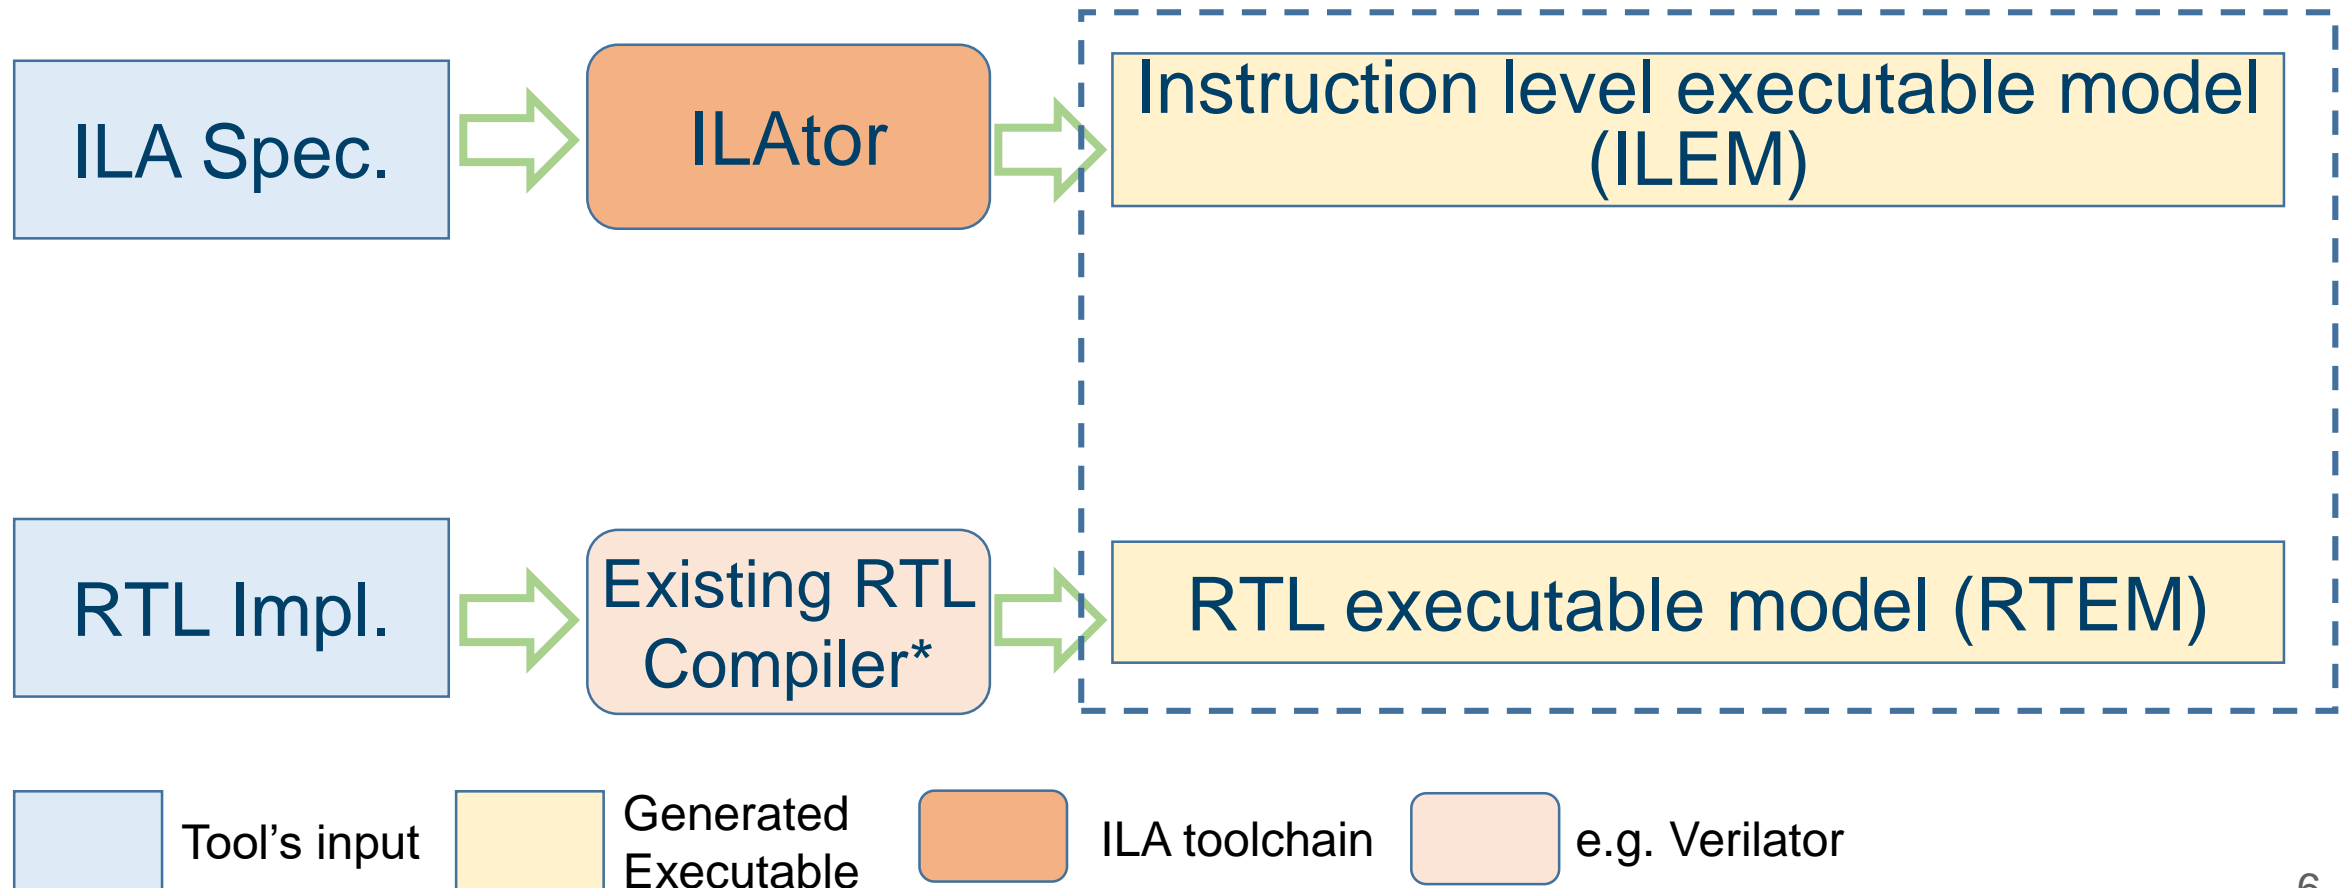 ILA Spec.
ILAtor
Instruction level executable model
(ILEM)
RTL Impl.
Existing RTL
Compiler*
RTL executable model (RTEM)
Tool’s input
Generated
Executable
ILA toolchain
e.g. Verilator
6